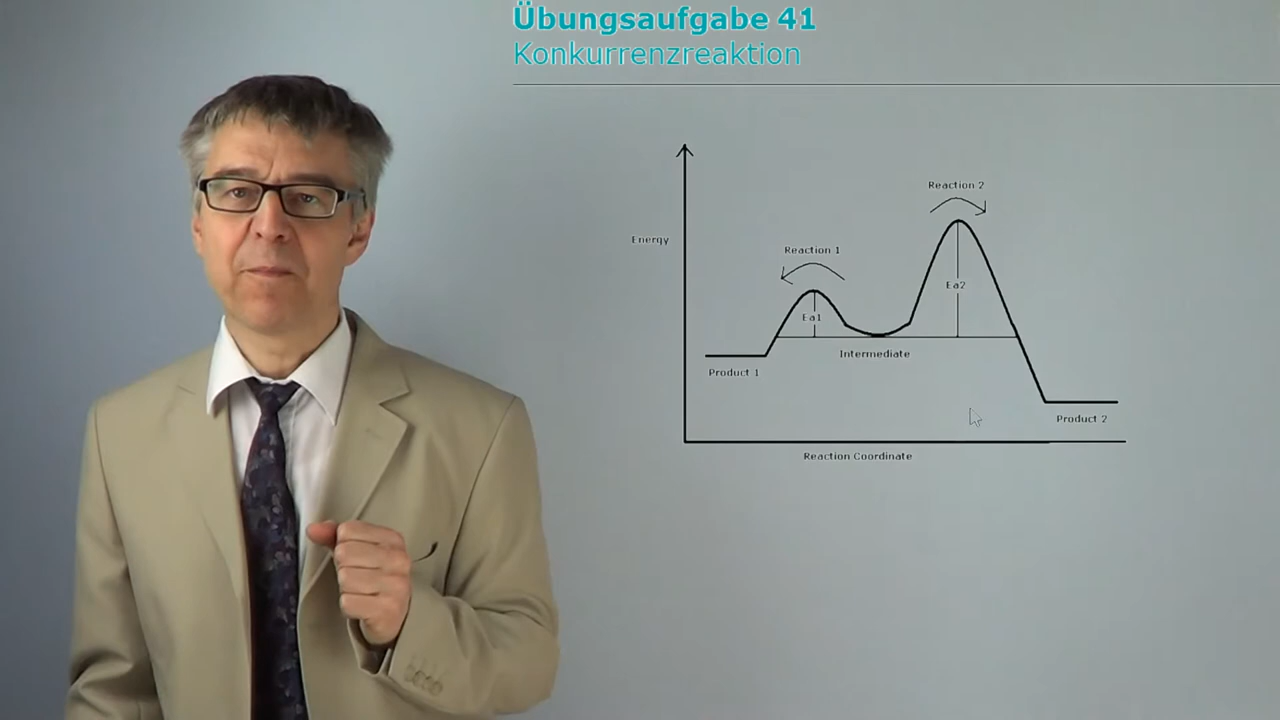 Übungsaufgabe 41
Konkurrenzreaktion
Reaction 2
Energy
Reaction 1
Ea2
Ea1
Intermediate
Product 1
Product 2
Reaction Coordinate